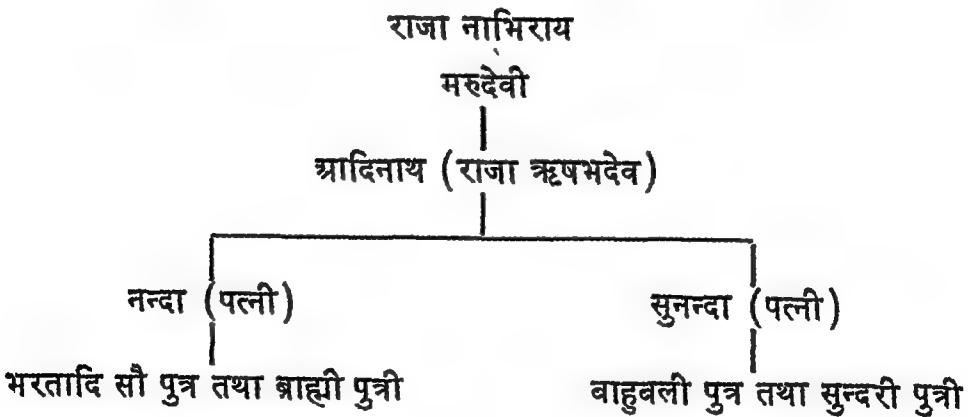 राजा नाभिराय
मरुदेवी
आदिनाथ (राजा ऋषभदेव)
नन्दा (पत्नी)
सुनन्दा (पत्नी)
भरतादि सौ पुत्र तथा ब्राह्मी पुत्री
वाहुवली पुत्र तथा सुन्दरी पुत्री